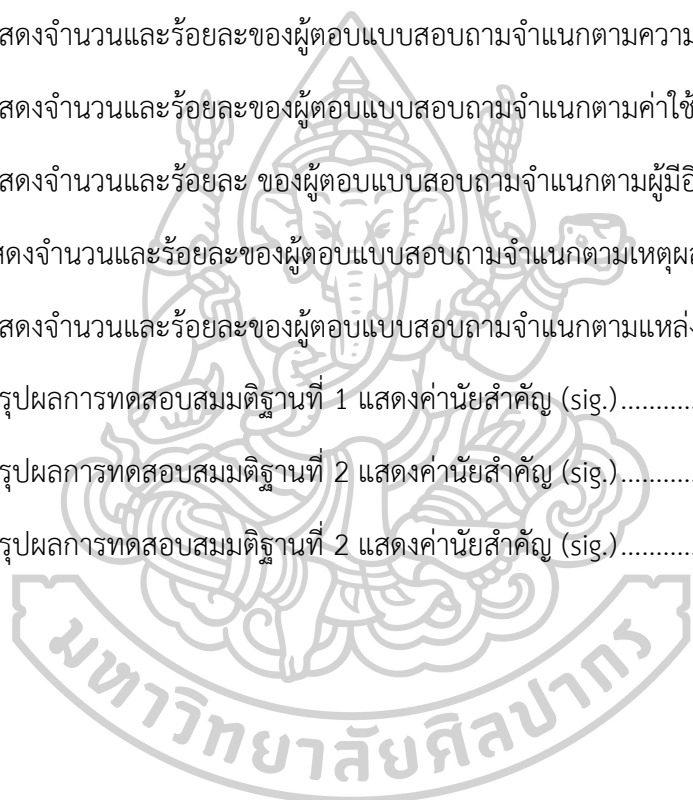 สดงจำนวนและร้อยละของผู้ตอบแบบสอบถามจำแนกตามความ
สดงจำนวนและร้อยละของผู้ตอบแบบสอบถามจำแนกตามค่าใช้
สดงจำนวนและร้อยละ ของผู้ตอบแบบสอบถามจำแนกตามผู้มีอิ
สดงจำนวนและร้อยละของผู้ตอบแบบสอบถามจำแนกตามเหตุผล
สดงจำนวนและร้อยละของผู้ตอบแบบสอบถามจำแนกตามแหล่ง
รุปผลการทดสอบสมมติฐานที่ 1 แสดงค่านัยสำคัญ (sig.)...........
รุปผลการทดสอบสมมติฐานที่ 2 แสดงค่านัยสำคัญ (sig.)...........
รุปผลการทดสอบสมมติฐานที่ 2 แสดงค่านัยสำคัญ (sig.)...........
มหาวิทยาลัยศิลปากร